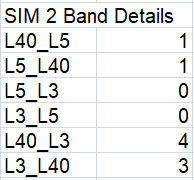 SIM 2 Band Details
L40_L5 1
L5_L40 1
L5_L3 0
L3_L5 0
L40_L3 4
L3_L40 3